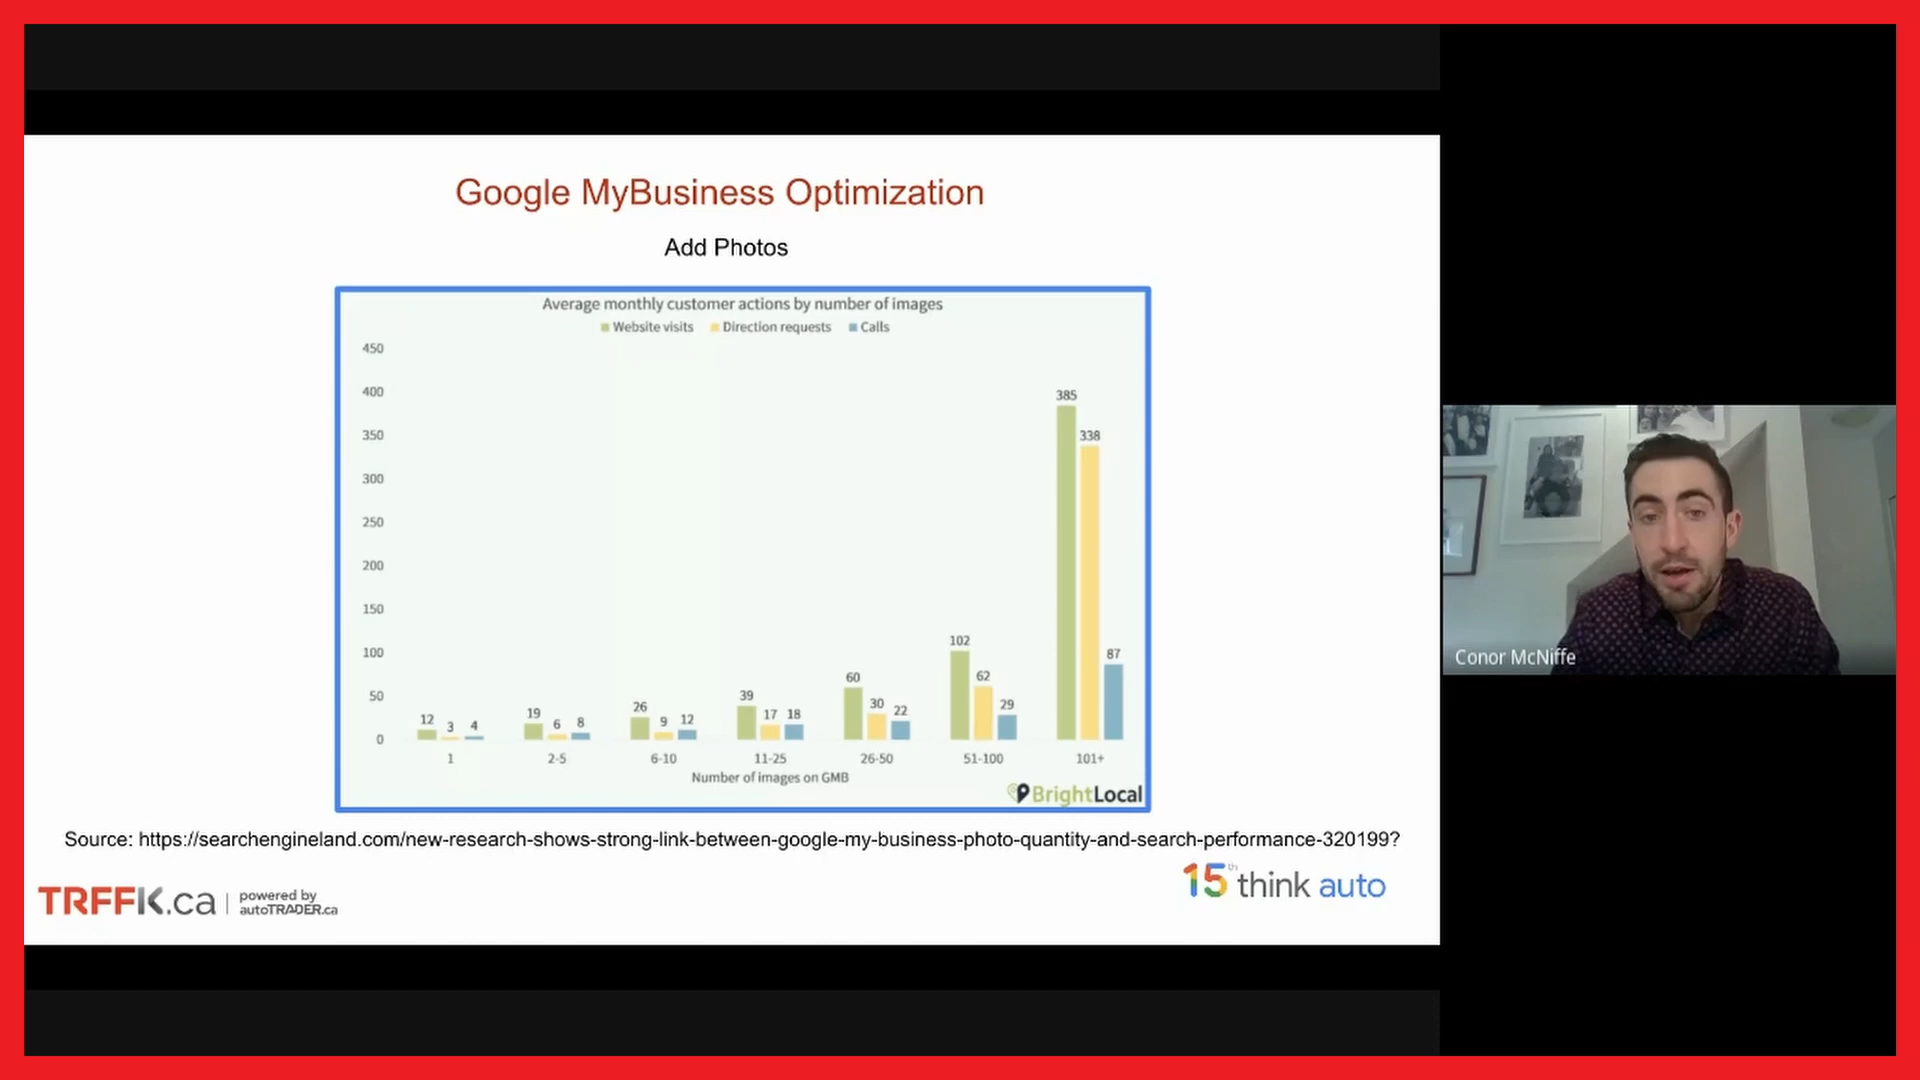 Google MyBusiness Optimization
Add Photos
Average monthly customer actions by number of images
Website visits Direction requests Calls
450
400
350
300
250
200
150
100
50
0
12 3 4
19 6 8
26 9 12
39 17 18
60 30 22
102 62 29
385 338 87
1 2-5 6-10 11-25 26-50 51-100 101+
Number of images on GMB
BrightLocal
Source: https://searchengineland.com/new-research-shows-strong-link-between-google-my-business-photo-quantity-and-search-performance-320199?
TRFFK.ca | powered by
autoTRADER.ca
15th think auto
Conor McNiffe